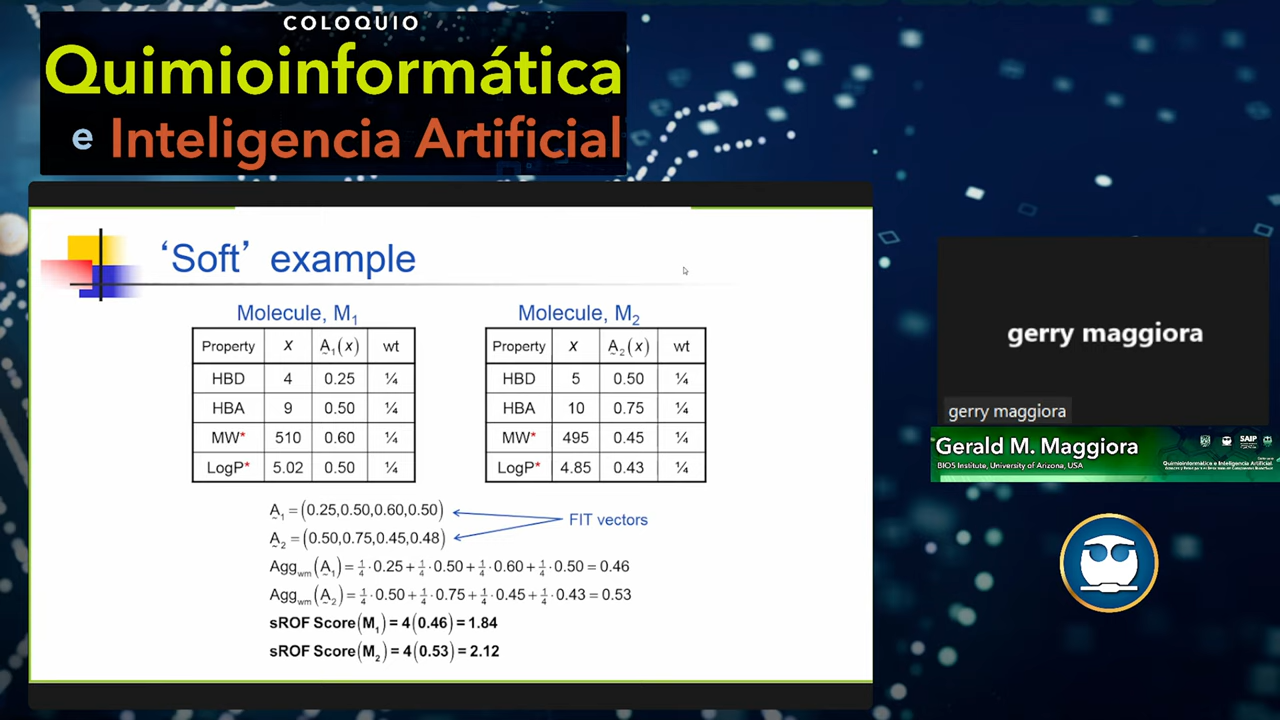 COLOQUIO
Quimioinformática
e Inteligencia Artificial
‘Soft’ example
Molecule, M₁
Property x A₁(x) wt
HBD 4 0.25 ¼
HBA 9 0.50 ¼
MW* 510 0.60 ¼
LogP* 5.02 0.50 ¼
Molecule, M₂
Property x A₂(x) wt
HBD 5 0.50 ¼
HBA 10 0.75 ¼
MW* 495 0.45 ¼
LogP* 4.85 0.43 ¼
A₁ = (0.25,0.50,0.60,0.50)
A₂ = (0.50,0.75,0.45,0.48)
FIT vectors
Agg_wm(A₁) = ¼·0.25 + ¼·0.50 + ¼·0.60 + ¼·0.50 = 0.46
Agg_wm(A₂) = ¼·0.50 + ¼·0.75 + ¼·0.45 + ¼·0.43 = 0.53
sROF Score(M₁) = 4(0.46) = 1.84
sROF Score(M₂) = 4(0.53) = 2.12
gerry maggiora
gerry maggiora
Gerald M. Maggiora
BIOS Institute, University of Arizona, USA
SAIP
Quimioinformática e Inteligencia Artificial